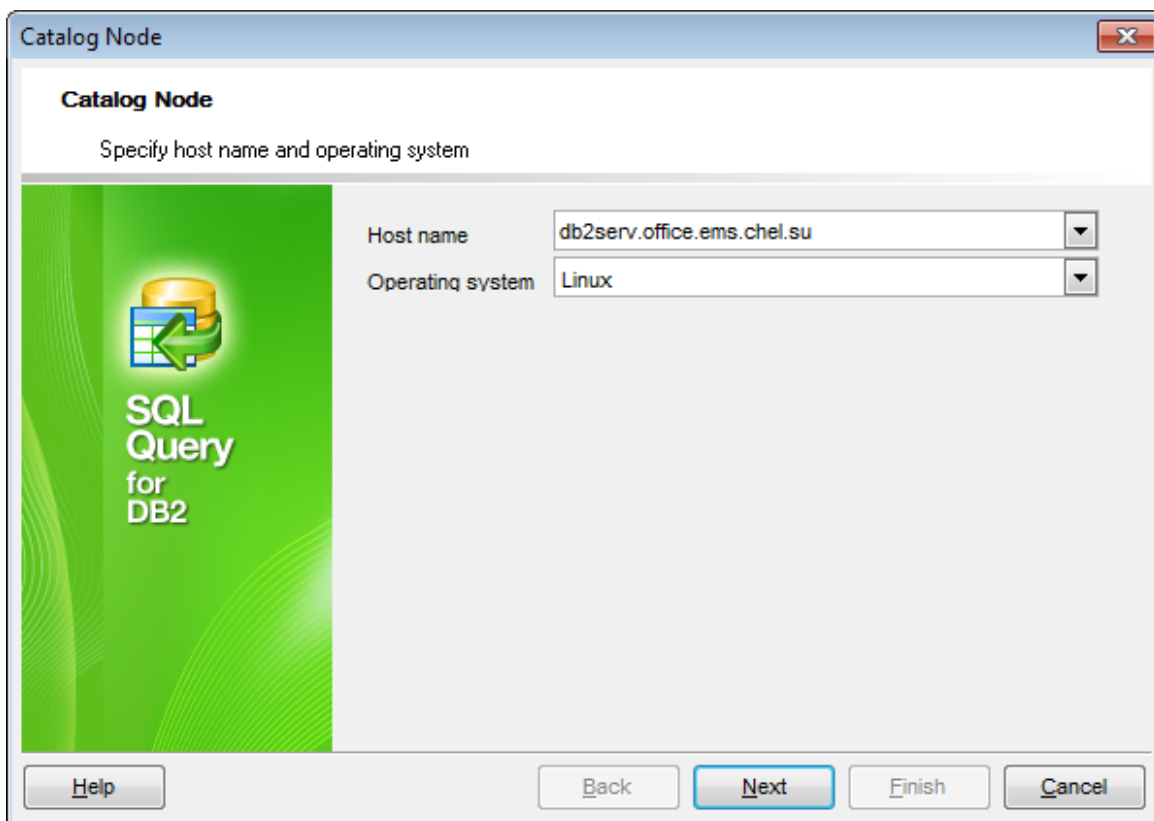 Catalog Node
Catalog Node
Specify host name and operating system
Host name db2serv.office.ems.chel.su
Operating system Linux
SQL
Query
for
DB2
Help Back Next Finish Cancel